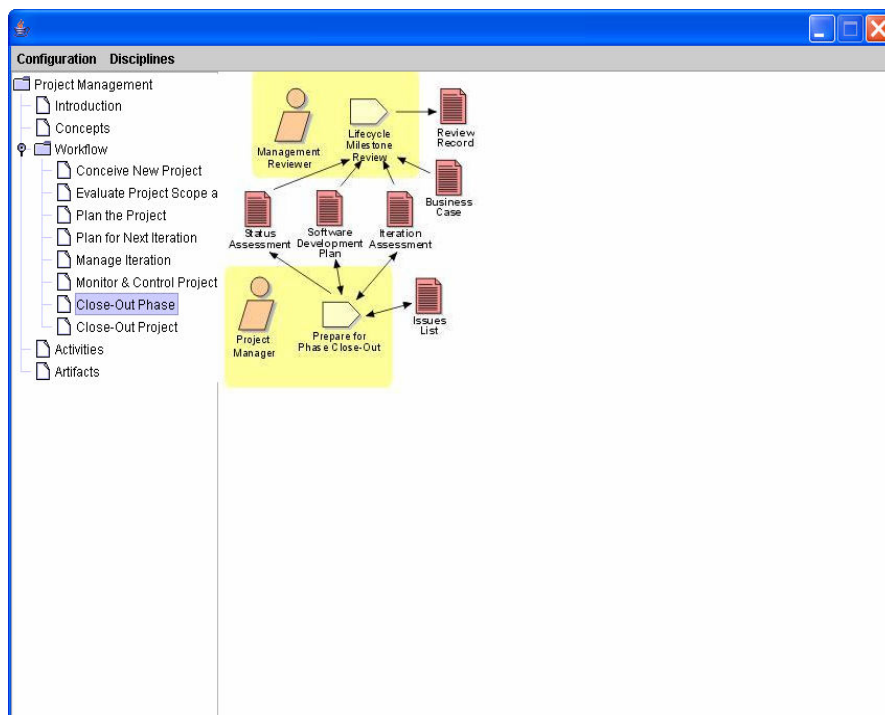 Configuration Disciplines
Project Management
Introduction
Concepts
Workflow
Conceive New Project
Evaluate Project Scope a
Plan the Project
Plan for Next Iteration
Manage Iteration
Monitor & Control Project
Close-Out Phase
Close-Out Project
Activities
Artifacts
Management
Reviewer
Lifecycle
Milestone
Review
Review
Record
Business
Case
Status
Assessment
Software
Development
Plan
Iteration
Assessment
Project
Manager
Prepare for
Phase Close-Out
Issues
List